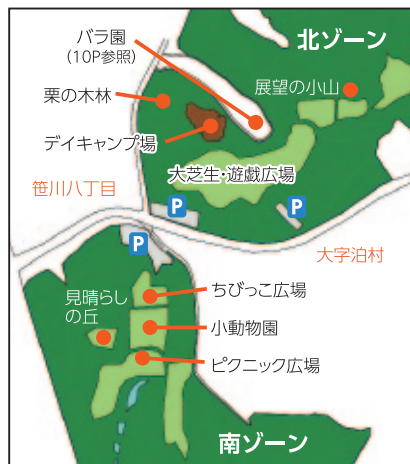 北ゾーン
バラ園
(10P参照)
展望の小山
栗の木林
デイキャンプ場
大芝生・遊戯広場
笹川八丁目
P
P
P
大字泊村
ちびっこ広場
見晴らし
の丘
小動物園
ピクニック広場
南ゾーン